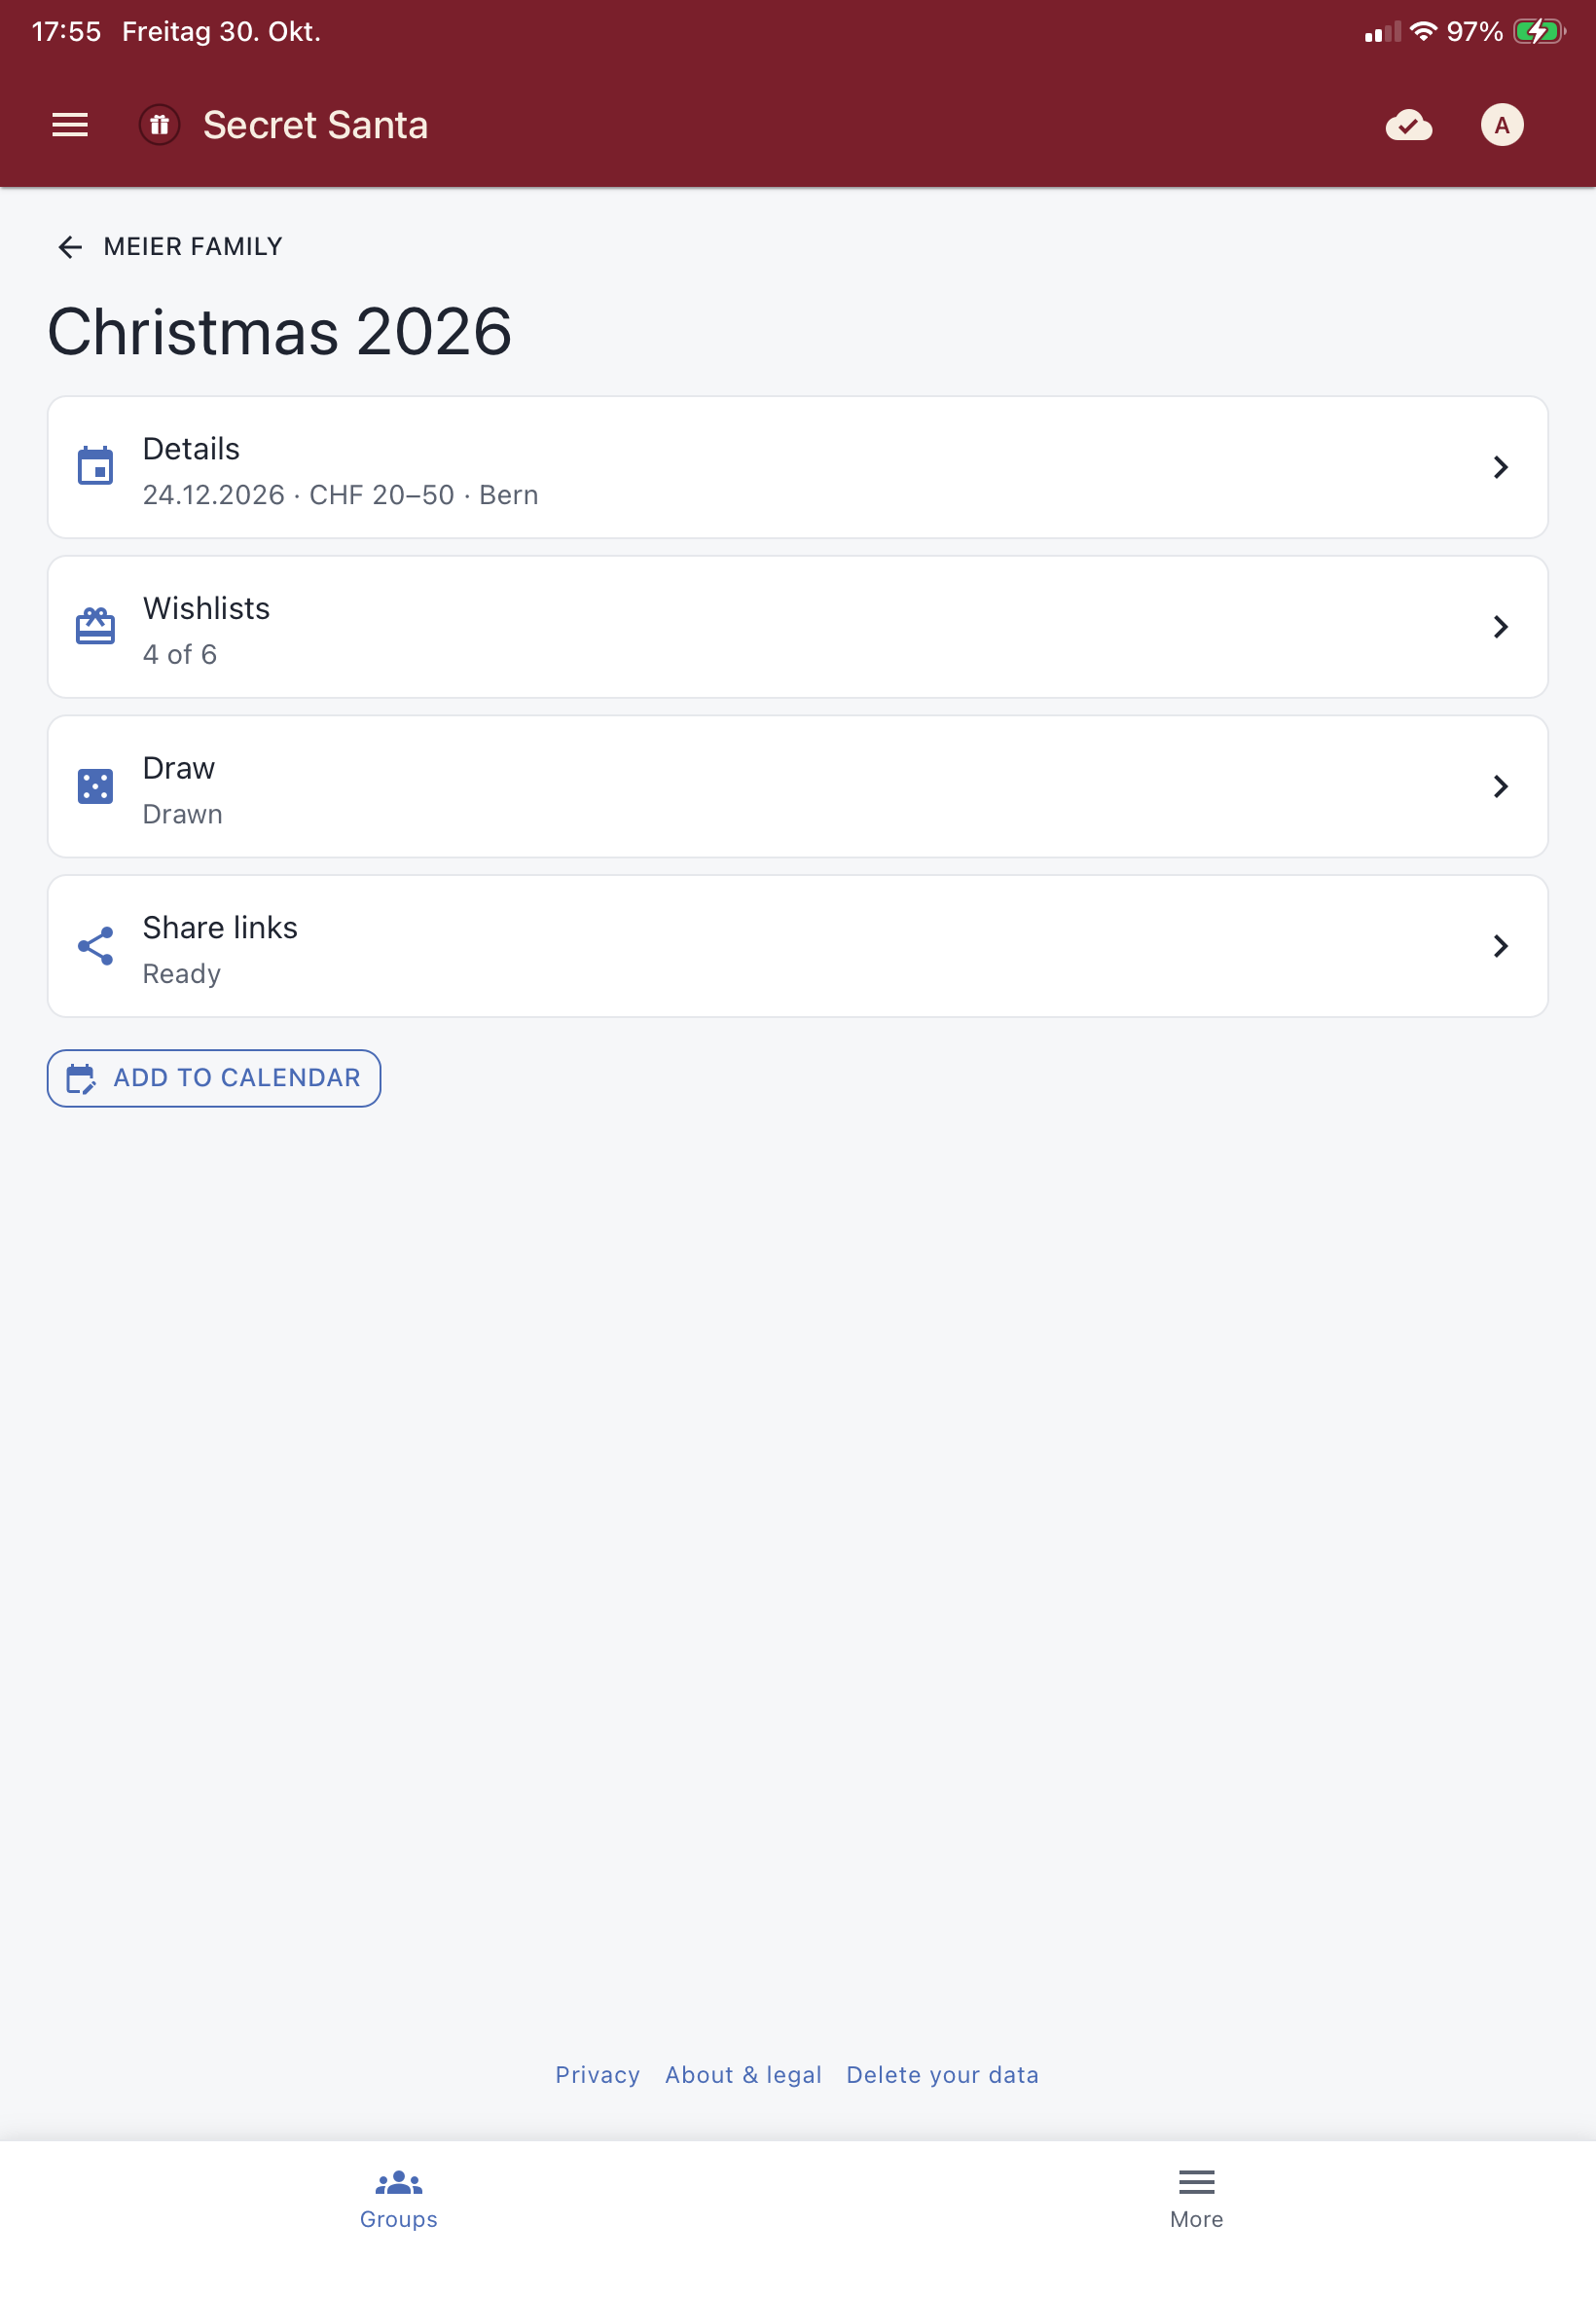 17:55 Freitag 30. Okt. 97%
Secret Santa A
MEIER FAMILY
Christmas 2026
Details
24.12.2026 · CHF 20–50 · Bern
Wishlists
4 of 6
Draw
Drawn
Share links
Ready
ADD TO CALENDAR
Privacy About & legal Delete your data
Groups More